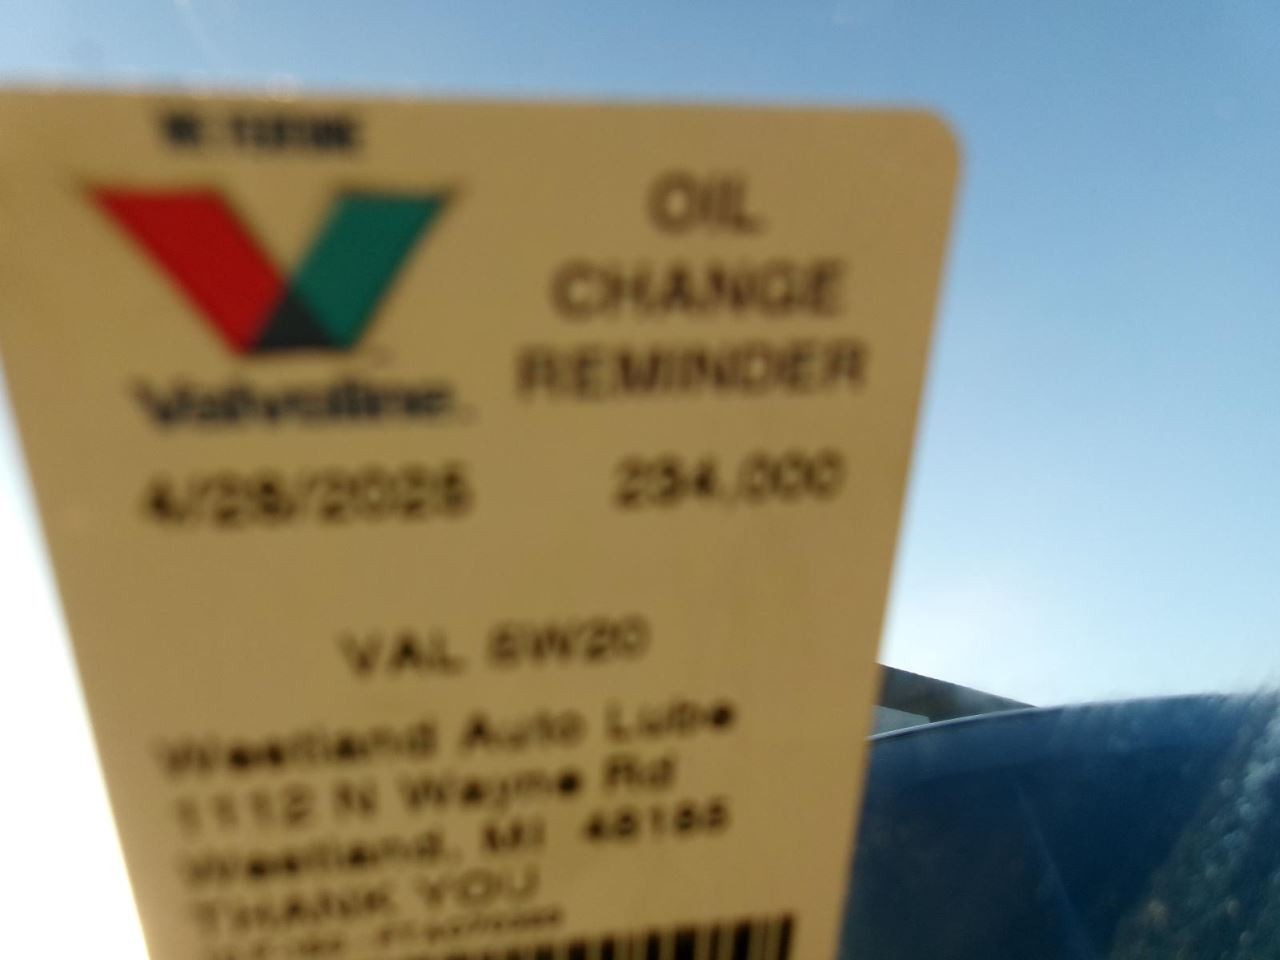 Valvoline
OIL
CHANGE
REMINDER
4/28/2025
234,000
VAL 5W20
Westland Auto Lube
1112 N Wayne Rd
Westland, MI 48185
THANK YOU